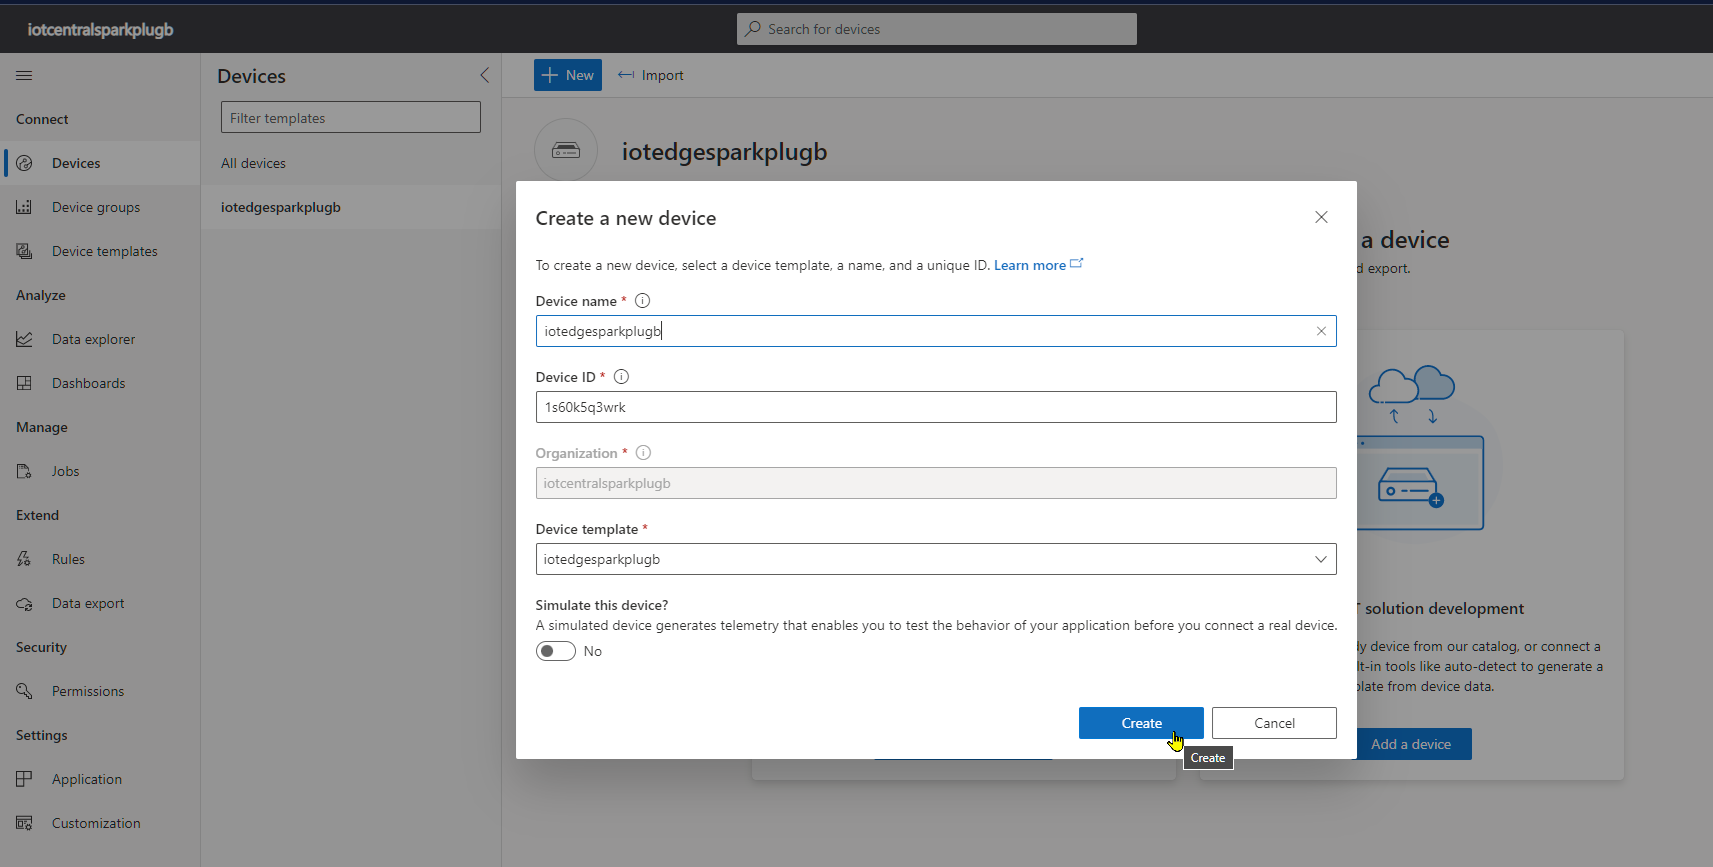 iotcentralsparkplugb
Search for devices
Devices
New
Import
Connect
Filter templates
Devices
All devices
iotedgesparkplugb
Device groups
iotedgesparkplugb
Device templates
Analyze
Data explorer
Dashboards
Manage
Jobs
Extend
Rules
Data export
Security
Permissions
Settings
Application
Customization
Create a new device
To create a new device, select a device template, a name, and a unique ID. Learn more
Device name *
iotedgesparkplugb
Device ID *
1s60k5q3wrk
Organization *
iotcentralsparkplugb
Device template *
iotedgesparkplugb
Simulate this device?
A simulated device generates telemetry that enables you to test the behavior of your application before you connect a real device.
No
Create
Cancel
Create
a device
d export.
T solution development
dy device from our catalog, or connect a
lt-in tools like auto-detect to generate a
plate from device data.
Add a device